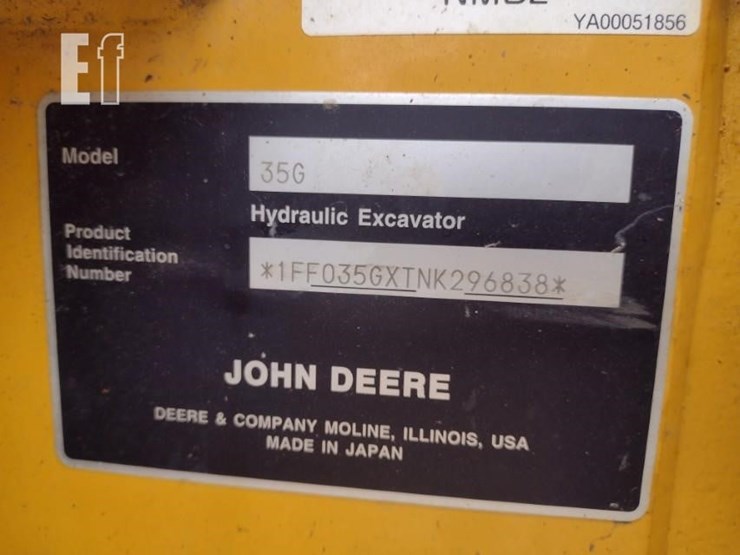 Ef
YA00051856
Model
35G
Hydraulic Excavator
Product
Identification
Number
*1FF035GXTNK296838*
JOHN DEERE
DEERE & COMPANY MOLINE, ILLINOIS, USA
MADE IN JAPAN